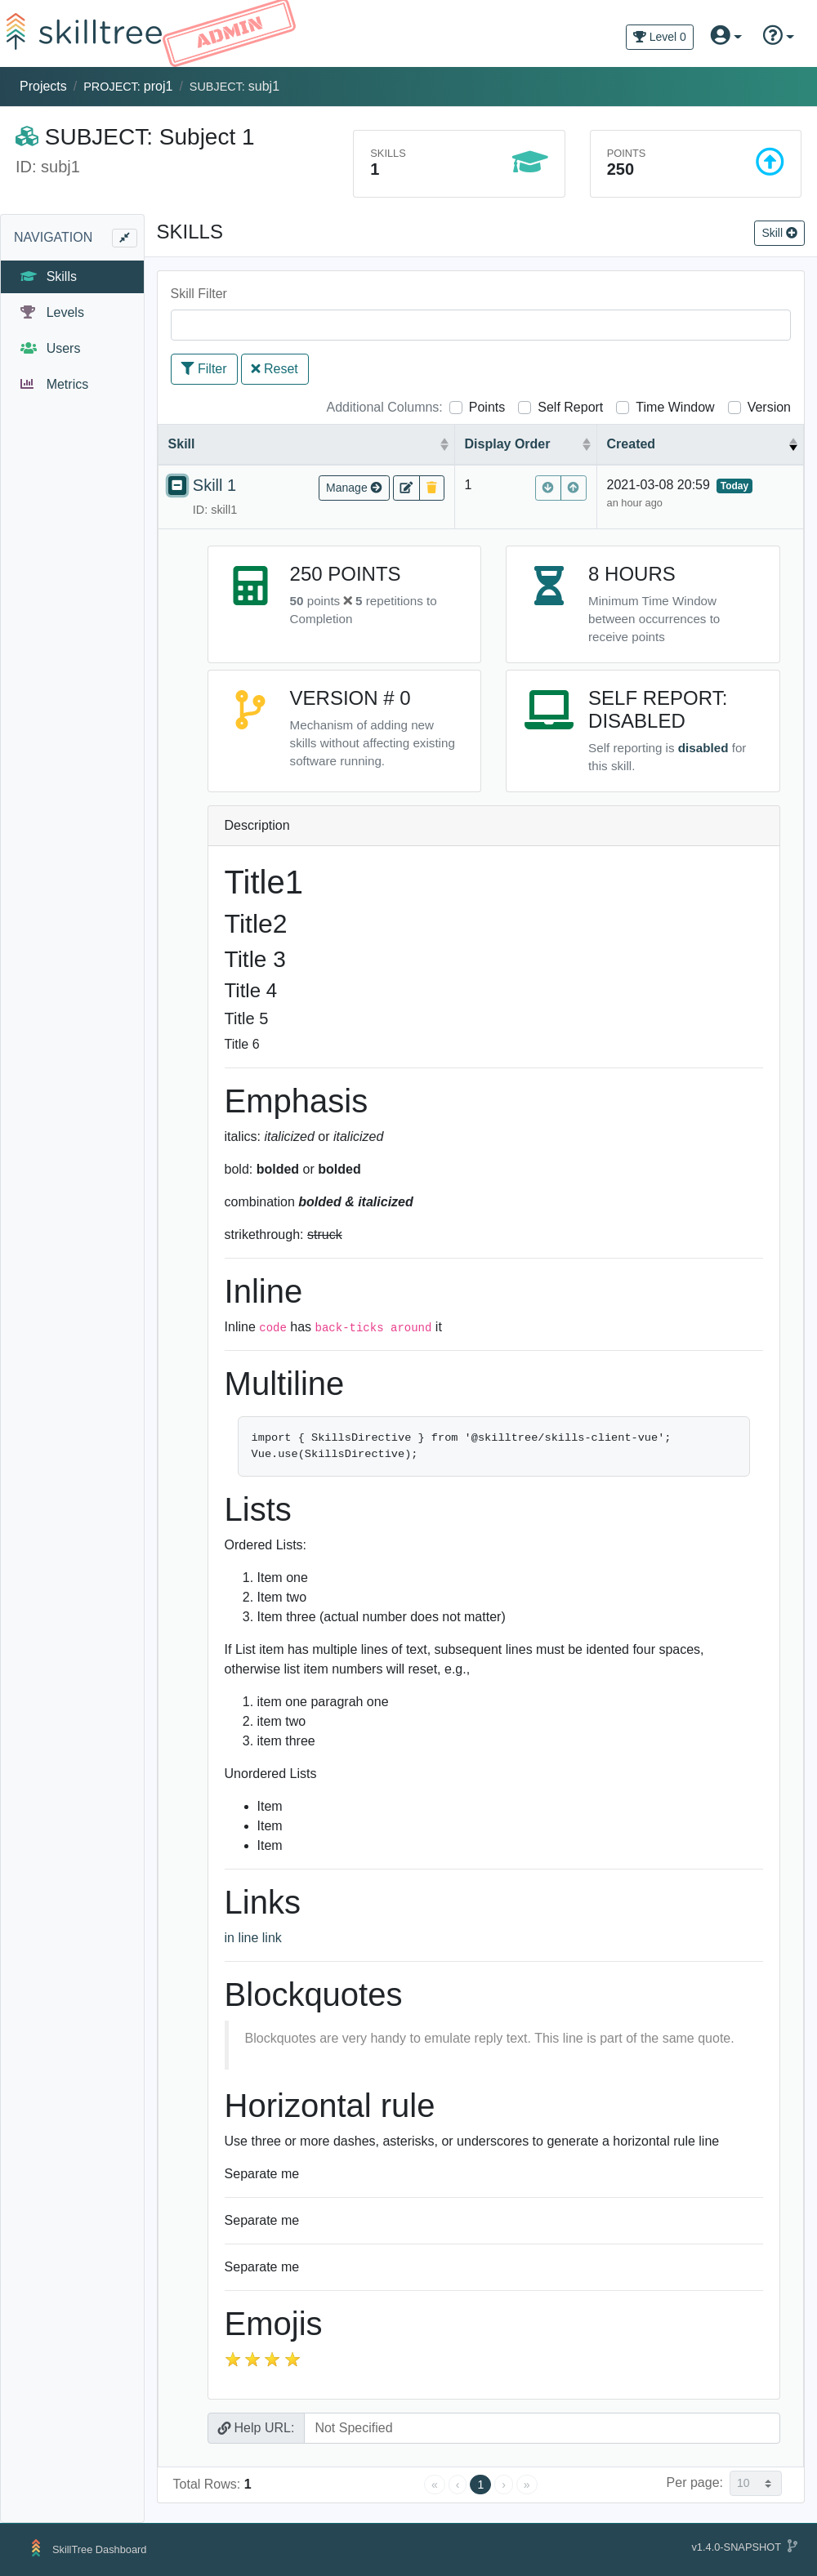 skilltree ADMIN
Level 0
Projects / PROJECT: proj1 / SUBJECT: subj1
SUBJECT: Subject 1
ID: subj1
SKILLS
1
POINTS
250
NAVIGATION
Skills
Levels
Users
Metrics
SKILLS
Skill
Skill Filter
Filter
Reset
Additional Columns: Points Self Report Time Window Version
Skill Display Order Created
Skill 1
ID: skill1
Manage
1
2021-03-08 20:59 Today
an hour ago
250 POINTS
50 points × 5 repetitions to
Completion
8 HOURS
Minimum Time Window
between occurrences to
receive points
VERSION # 0
Mechanism of adding new
skills without affecting existing
software running.
SELF REPORT:
DISABLED
Self reporting is disabled for
this skill.
Description
Title1
Title2
Title 3
Title 4
Title 5
Title 6
Emphasis
italics: italicized or italicized
bold: bolded or bolded
combination bolded & italicized
strikethrough: struck
Inline
Inline code has back-ticks around it
Multiline
import { SkillsDirective } from '@skilltree/skills-client-vue';
Vue.use(SkillsDirective);
Lists
Ordered Lists:
1. Item one
2. Item two
3. Item three (actual number does not matter)
If List item has multiple lines of text, subsequent lines must be idented four spaces,
otherwise list item numbers will reset, e.g.,
1. item one paragrah one
2. item two
3. item three
Unordered Lists
• Item
• Item
• Item
Links
in line link
Blockquotes
Blockquotes are very handy to emulate reply text. This line is part of the same quote.
Horizontal rule
Use three or more dashes, asterisks, or underscores to generate a horizontal rule line
Separate me
Separate me
Separate me
Emojis
Help URL: Not Specified
Total Rows: 1
« ‹ 1 › »
Per page: 10
SkillTree Dashboard
v1.4.0-SNAPSHOT